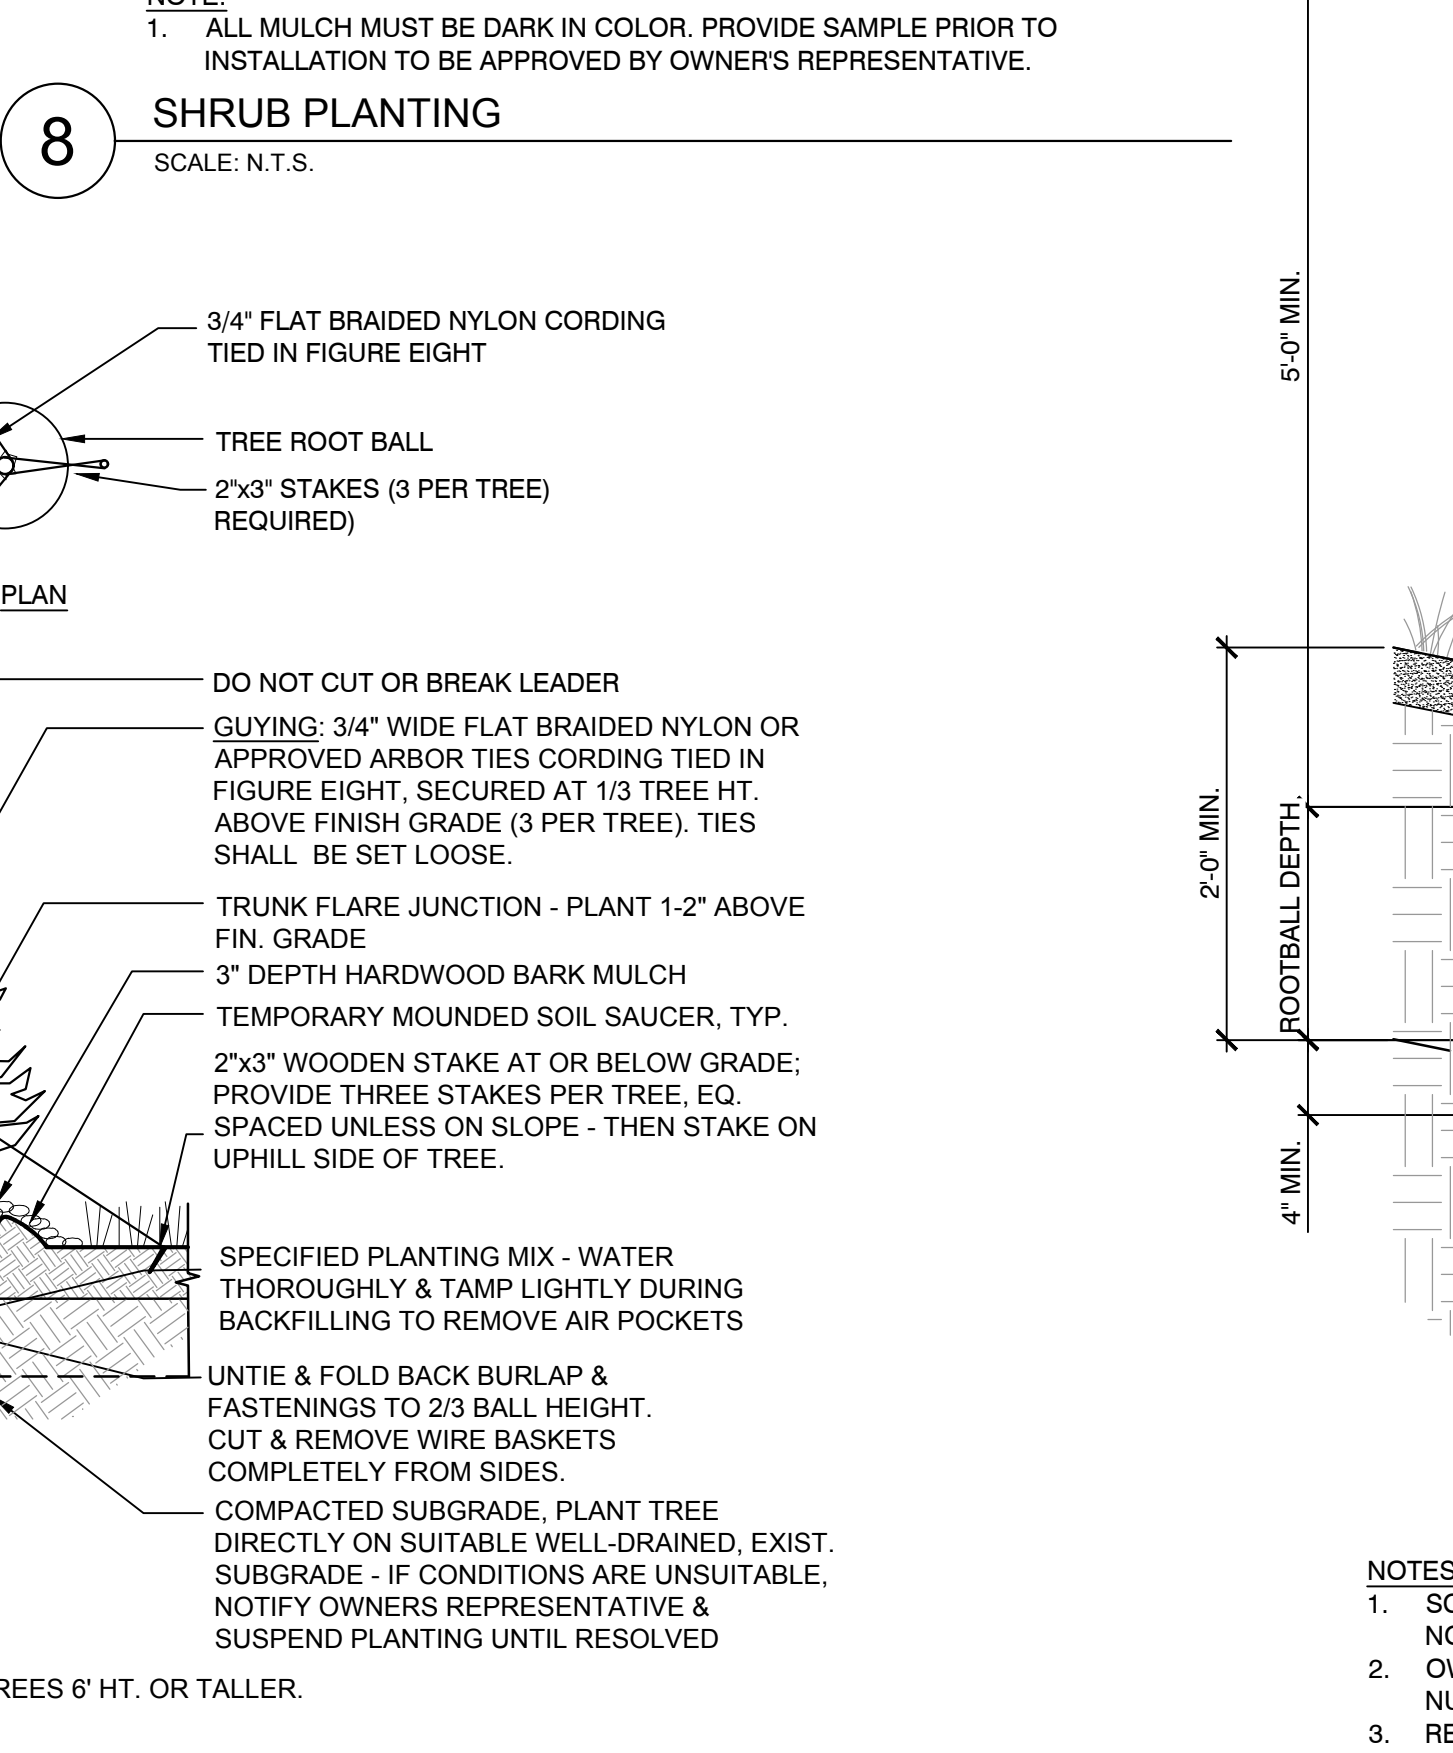 NOTE:
1. ALL MULCH MUST BE DARK IN COLOR. PROVIDE SAMPLE PRIOR TO
INSTALLATION TO BE APPROVED BY OWNER'S REPRESENTATIVE.
8
SHRUB PLANTING
SCALE: N.T.S.
3/4" FLAT BRAIDED NYLON CORDING
TIED IN FIGURE EIGHT
TREE ROOT BALL
2"x3" STAKES (3 PER TREE)
REQUIRED)
PLAN
DO NOT CUT OR BREAK LEADER
GUYING: 3/4" WIDE FLAT BRAIDED NYLON OR
APPROVED ARBOR TIES CORDING TIED IN
FIGURE EIGHT, SECURED AT 1/3 TREE HT.
ABOVE FINISH GRADE (3 PER TREE). TIES
SHALL BE SET LOOSE.
TRUNK FLARE JUNCTION - PLANT 1-2" ABOVE
FIN. GRADE
3" DEPTH HARDWOOD BARK MULCH
TEMPORARY MOUNDED SOIL SAUCER, TYP.
2"x3" WOODEN STAKE AT OR BELOW GRADE;
PROVIDE THREE STAKES PER TREE, EQ.
SPACED UNLESS ON SLOPE - THEN STAKE ON
UPHILL SIDE OF TREE.
SPECIFIED PLANTING MIX - WATER
THOROUGHLY & TAMP LIGHTLY DURING
BACKFILLING TO REMOVE AIR POCKETS
UNTIE & FOLD BACK BURLAP &
FASTENINGS TO 2/3 BALL HEIGHT.
CUT & REMOVE WIRE BASKETS
COMPLETELY FROM SIDES.
COMPACTED SUBGRADE, PLANT TREE
DIRECTLY ON SUITABLE WELL-DRAINED, EXIST.
SUBGRADE - IF CONDITIONS ARE UNSUITABLE,
NOTIFY OWNERS REPRESENTATIVE &
SUSPEND PLANTING UNTIL RESOLVED
REES 6' HT. OR TALLER.
5'-0" MIN.
2'-0" MIN.
ROOTBALL DEPTH,
4" MIN.
NOTES
1.
2.
3.